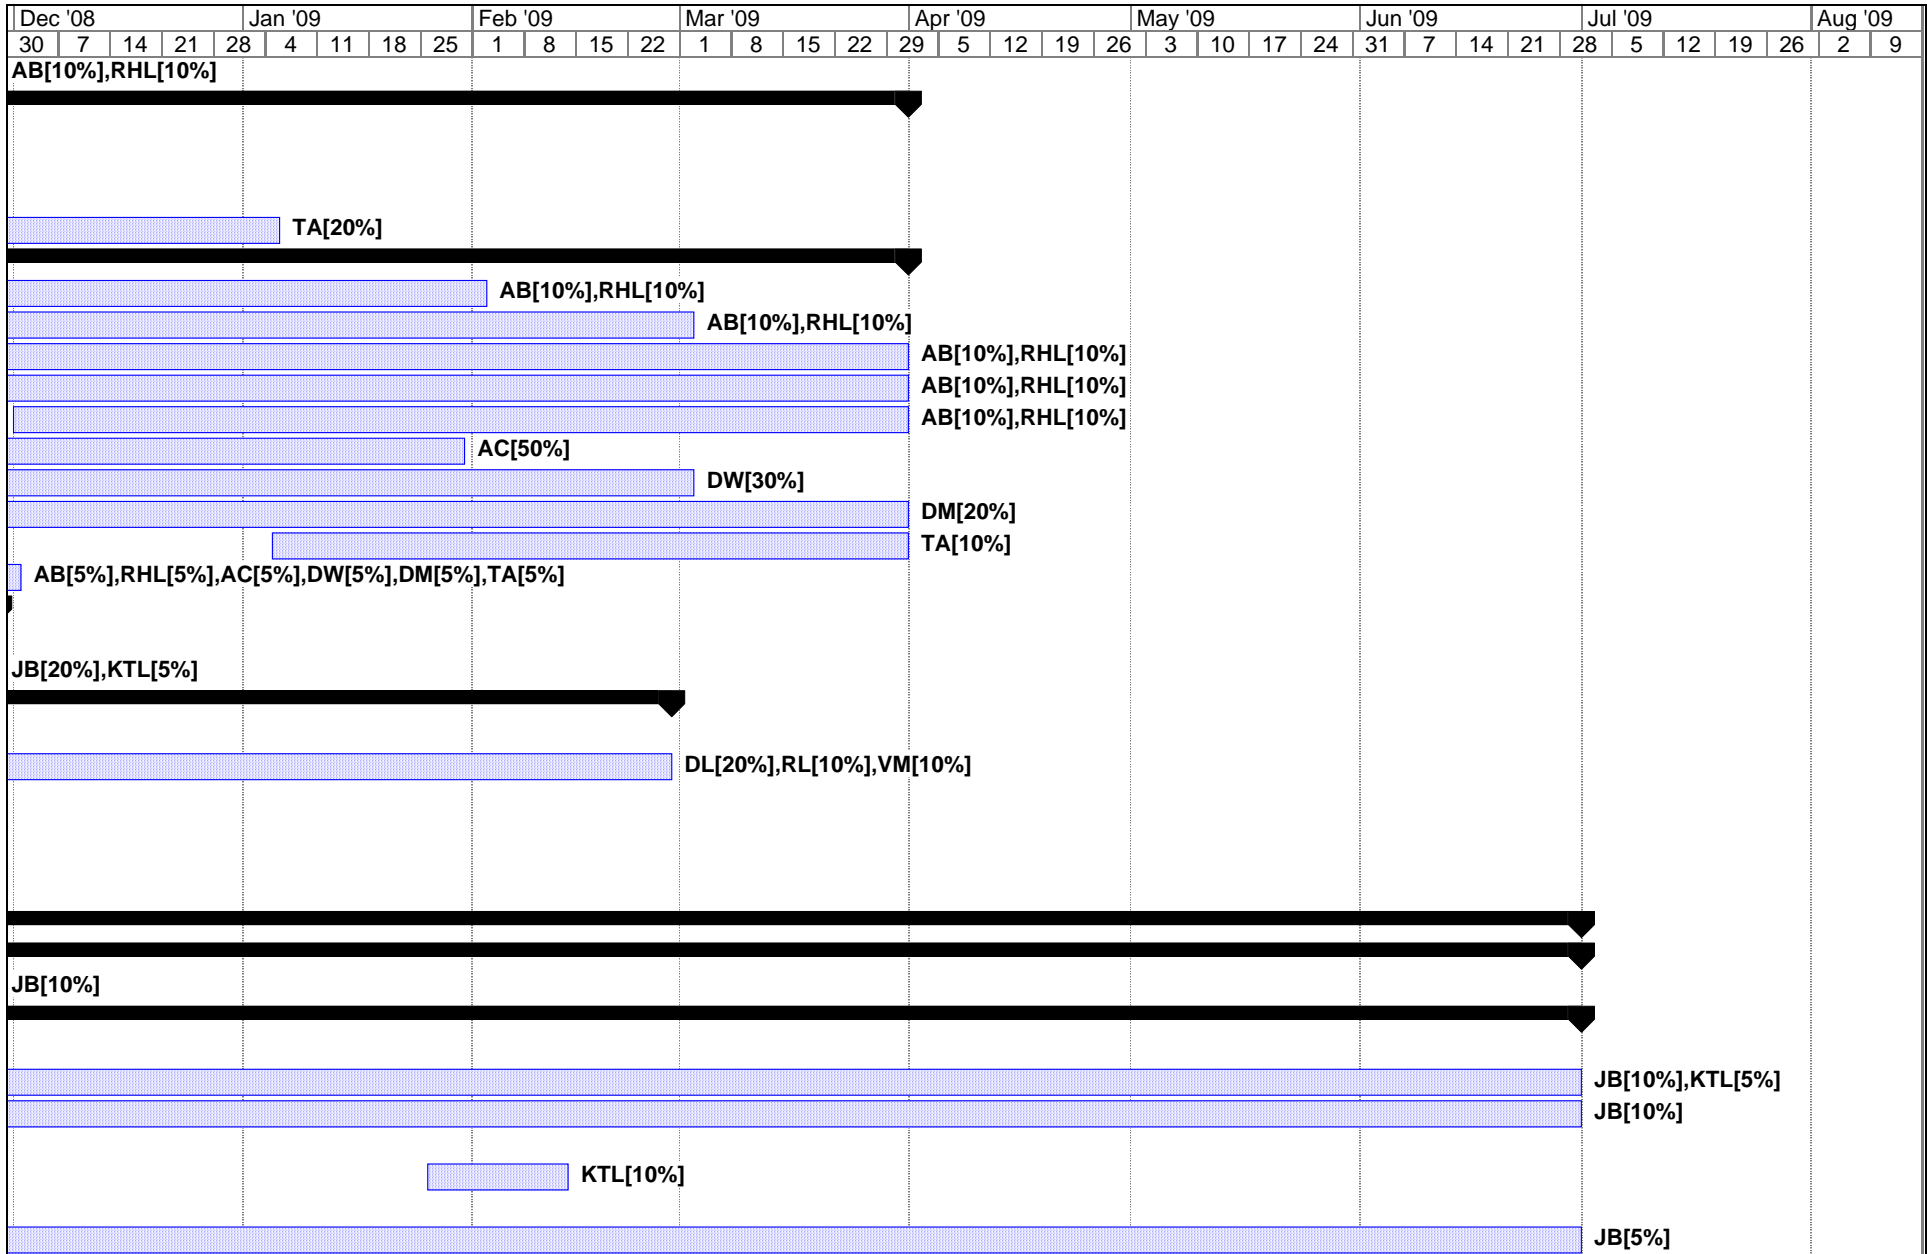 Dec '08 Jan '09 Feb '09 Mar '09 Apr '09 May '09 Jun '09 Jul '09 Aug '09
30 7 14 21 28 4 11 18 25 1 8 15 22 1 8 15 22 29 5 12 19 26 3 10 17 24 31 7 14 21 28 5 12 19 26 2 9
AB[10%],RHL[10%]
TA[20%]
AB[10%],RHL[10%]
AB[10%],RHL[10%]
AB[10%],RHL[10%]
AB[10%],RHL[10%]
AB[10%],RHL[10%]
AC[50%]
DW[30%]
DM[20%]
TA[10%]
AB[5%],RHL[5%],AC[5%],DW[5%],DM[5%],TA[5%]
JB[20%],KTL[5%]
DL[20%],RL[10%],VM[10%]
JB[10%]
JB[10%],KTL[5%]
JB[10%]
KTL[10%]
JB[5%]